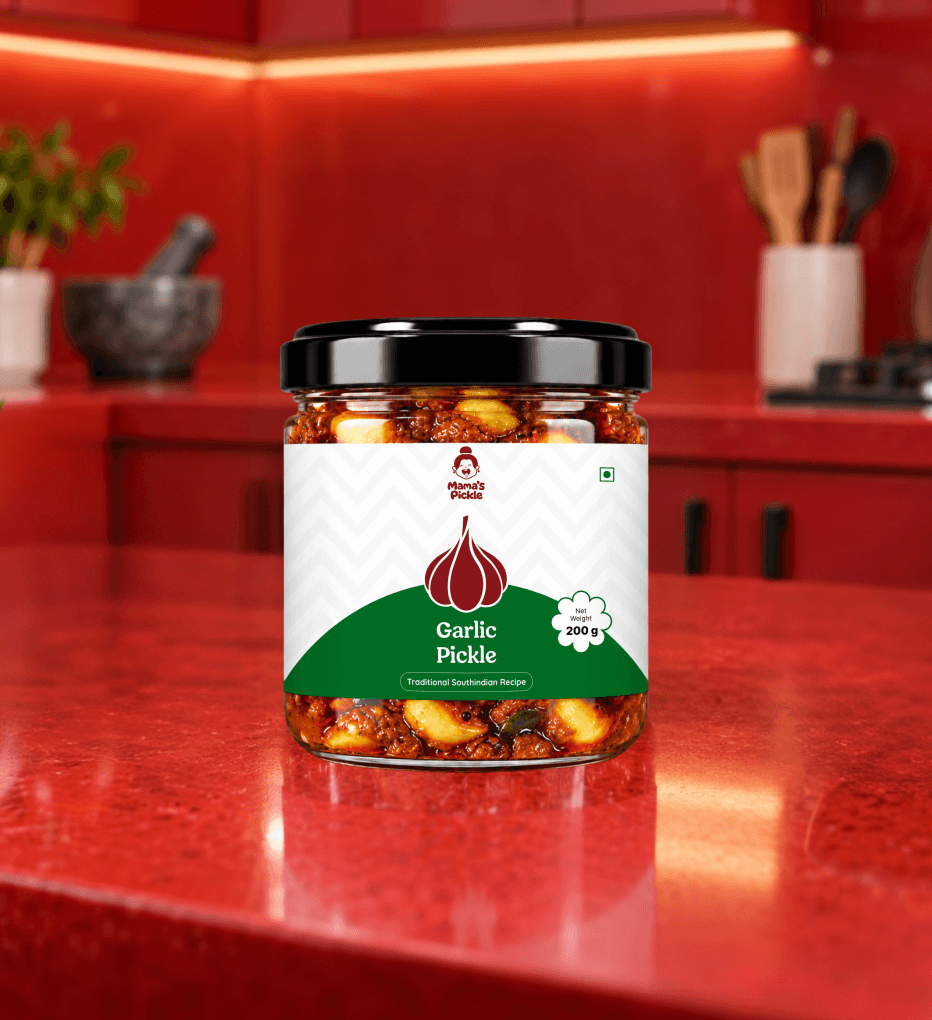 Mama's
Pickle
Garlic
Pickle
Traditional Southindian Recipe
Net
Weight
200 g